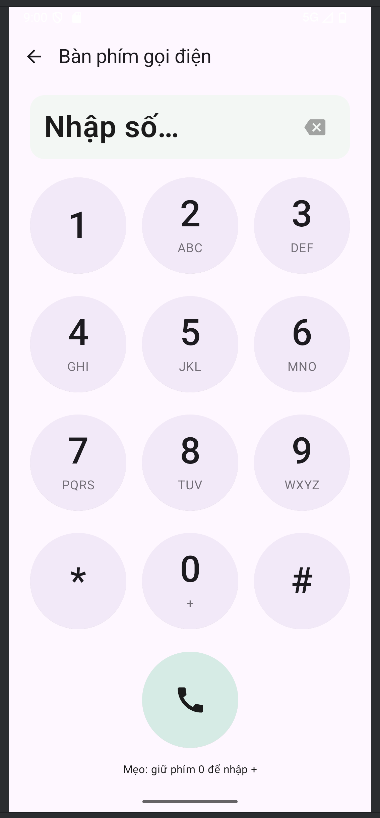 Bàn phím gọi điện
Nhập số...
1
2
3
ABC
DEF
4
5
6
GHI
JKL
MNO
7
8
9
PQRS
TUV
WXYZ
*
0
#
+
Mẹo: giữ phím 0 để nhập +